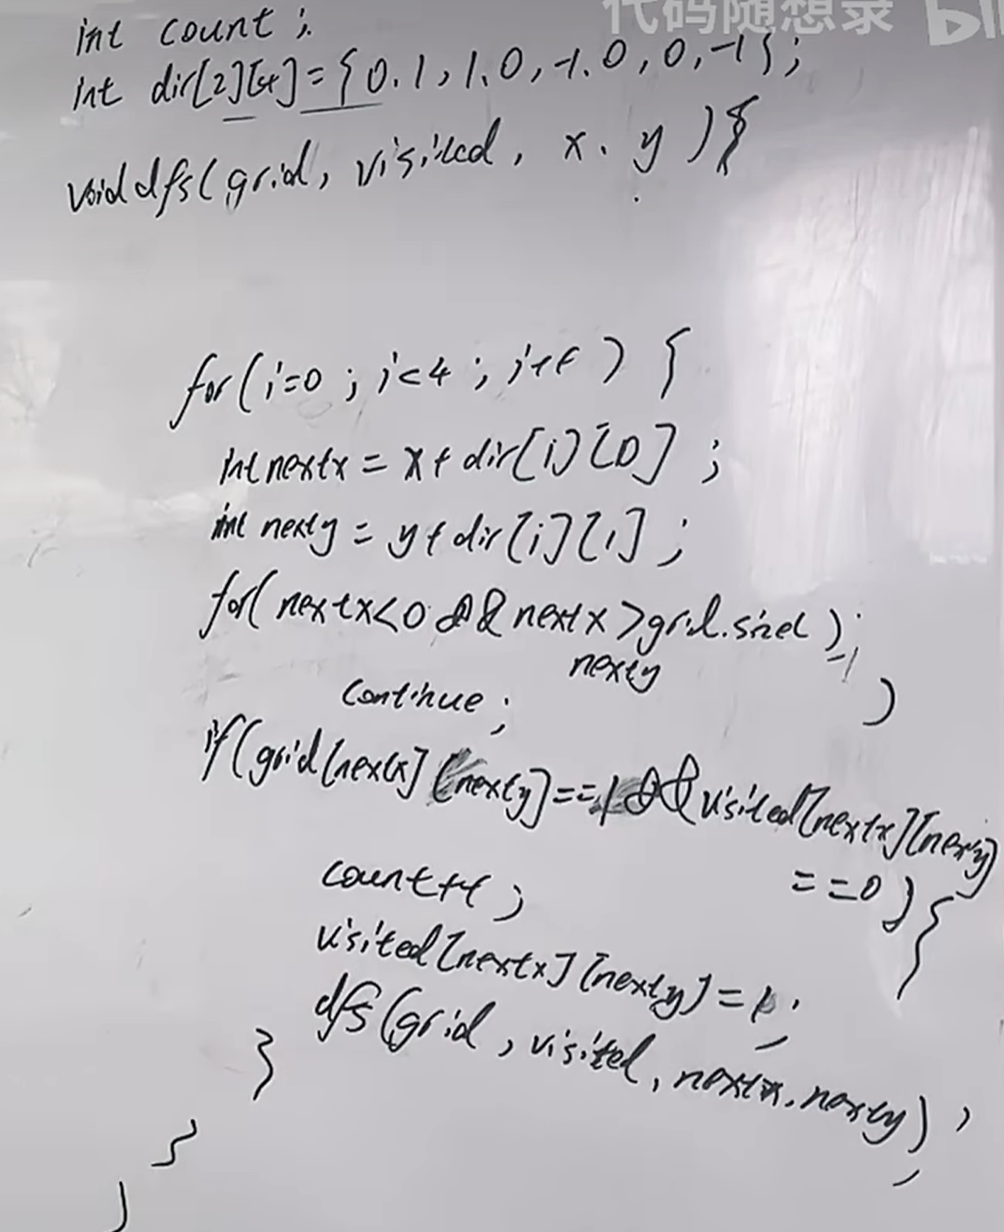 代码随想录 bili
int count;
int dir[2][4]={0.1,1.0,-1.0,0,-1};
void dfs(grid, visited, x. y){
for(i=0; i<4; i++) {
int nextx = x+dir[i][0];
int nexty = y+dir[i][1];
for(nextx<0 && nextx>grid.size()-1
nexty
continue; )
if(grid[nextx][nexty]==1&&visited[nextx][nexty]
==0){
count++;
visited[nextx][nexty]=1;
dfs(grid, visited, nextx, nexty);
}
}
}